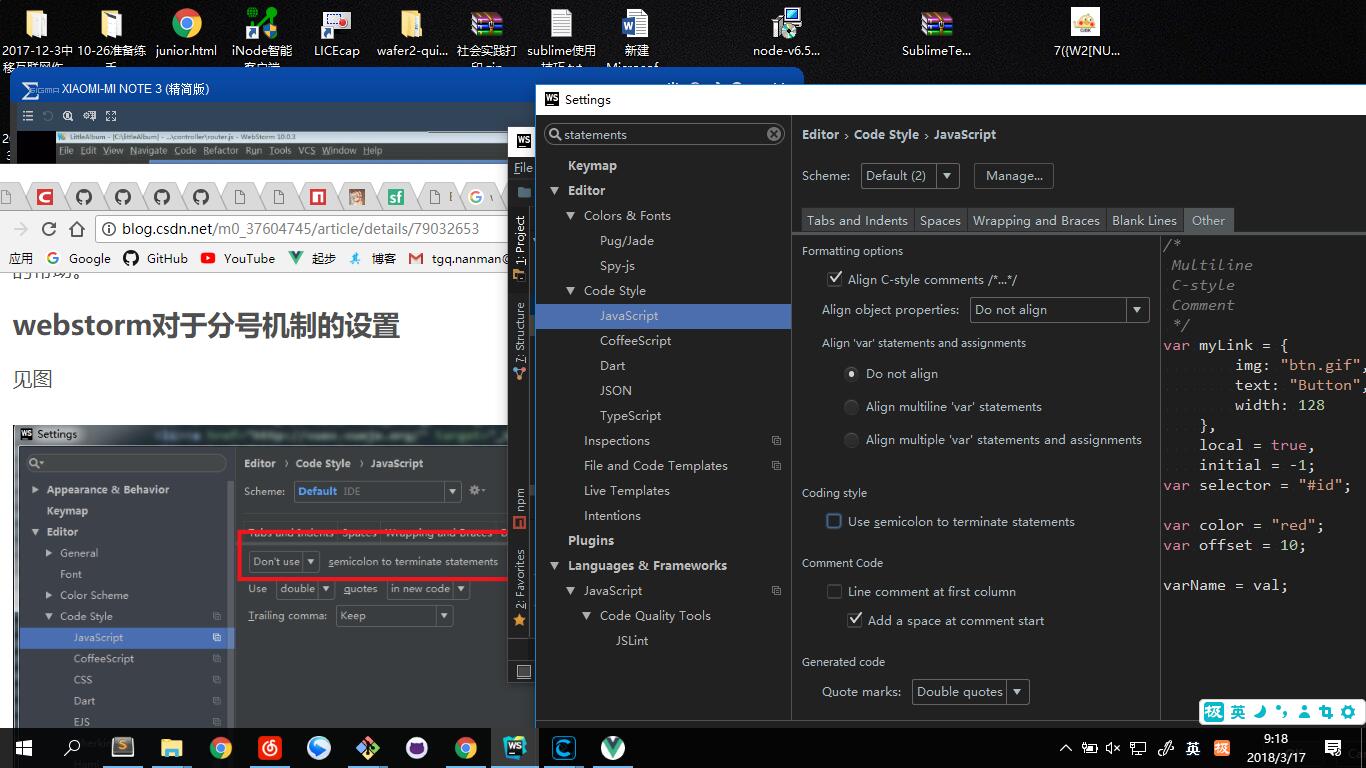 2017-12-3中
10-26准备练
junior.html
iNode智能
客户端
LICEcap
wafer2-qui...
社会实践打
sublime使用
新建
node-v6.5...
SublimeTe...
7({W2[NU...
SIGMA XIAOMI-MI NOTE 3 (精简版)
LittleAlbum - [C:\littleAlbum] - ...\controller\router.js - WebStorm 10.0.3
File Edit View Navigate Code Refactor Run Tools VCS Window Help
blog.csdn.net/m0_37604745/article/details/79032653
应用 Google GitHub YouTube 起步 博客 tgq.nanman@
webstorm对于分号机制的设置
见图
WS Settings
Editor › Code Style › JavaScript
Scheme: Default IDE
Appearance & Behavior
Keymap
Editor
General
Font
Color Scheme
Code Style
JavaScript
CoffeeScript
CSS
Dart
EJS
Tabs and Indents Spaces Wrapping and Braces
Don't use semicolon to terminate statements
Use double quotes in new code
Trailing comma: Keep
WS
File
1: Project
7: Structure
npm
2: Favorites
WS Settings
statements
Keymap
Editor
Colors & Fonts
Pug/Jade
Spy-js
Code Style
JavaScript
CoffeeScript
Dart
JSON
TypeScript
Inspections
File and Code Templates
Live Templates
Intentions
Plugins
Languages & Frameworks
JavaScript
Code Quality Tools
JSLint
Editor › Code Style › JavaScript
Scheme: Default (2) Manage...
Tabs and Indents Spaces Wrapping and Braces Blank Lines Other
Formatting options
Align C-style comments /*...*/
Align object properties: Do not align
Align 'var' statements and assignments
Do not align
Align multiline 'var' statements
Align multiple 'var' statements and assignments
Coding style
Use semicolon to terminate statements
Comment Code
Line comment at first column
Add a space at comment start
Generated code
Quote marks: Double quotes
/*
Multiline
C-style
Comment
*/
var myLink = {
img: "btn.gif",
text: "Button",
width: 128
},
local = true,
initial = -1;
var selector = "#id";
var color = "red";
var offset = 10;
varName = val;
极 英
英
9:18
2018/3/17